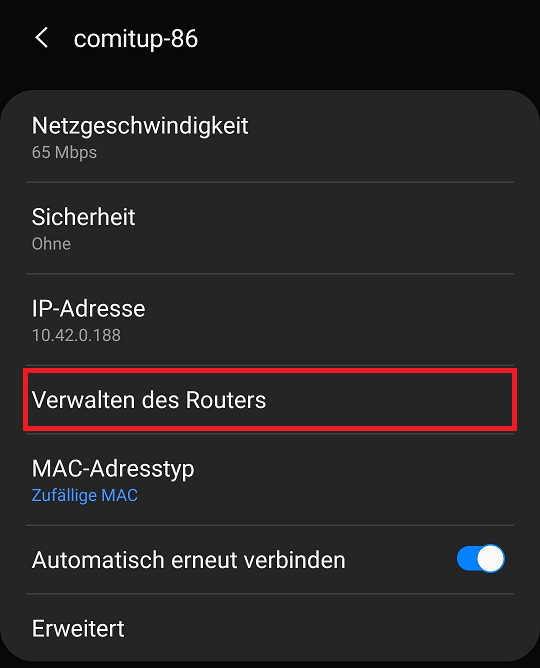 comitup-86
Netzgeschwindigkeit
65 Mbps
Sicherheit
Ohne
IP-Adresse
10.42.0.188
Verwalten des Routers
MAC-Adresstyp
Zufällige MAC
Automatisch erneut verbinden
Erweitert